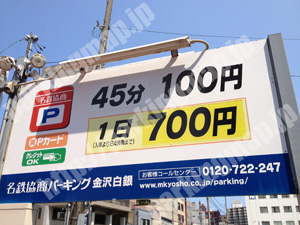 名鉄協商
P
45分 100円
Pカード
クレジット OK
1日 700円
(入庫より24時間まで)
名鉄協商パーキング 金沢白銀
お客様コールセンター 0120-722-247
www.mkyosho.co.jp/parking/